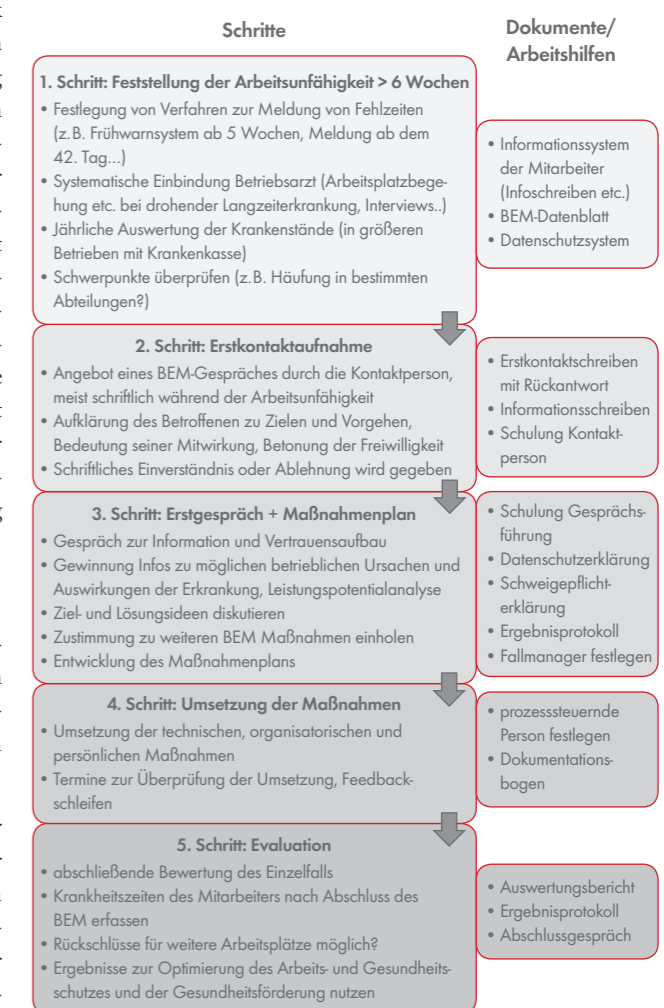 Schritte
Dokumente/
Arbeitshilfen
1. Schritt: Feststellung der Arbeitsunfähigkeit > 6 Wochen
• Festlegung von Verfahren zur Meldung von Fehlzeiten
(z.B. Frühwarnsystem ab 5 Wochen, Meldung ab dem
42. Tag...)
• Systematische Einbindung Betriebsarzt (Arbeitsplatzbege-
hung etc. bei drohender Langzeiterkrankung, Interviews..)
• Jährliche Auswertung der Krankenstände (in größeren
Betrieben mit Krankenkasse)
• Schwerpunkte überprüfen (z.B. Häufung in bestimmten
Abteilungen?)
• Informationssystem
der Mitarbeiter
(Infoschreiben etc.)
• BEM-Datenblatt
• Datenschutzsystem
2. Schritt: Erstkontaktaufnahme
• Angebot eines BEM-Gespräches durch die Kontaktperson,
meist schriftlich während der Arbeitsunfähigkeit
• Aufklärung des Betroffenen zu Zielen und Vorgehen,
Bedeutung seiner Mitwirkung, Betonung der Freiwilligkeit
• Schriftliches Einverständnis oder Ablehnung wird gegeben
• Erstkontaktschreiben
mit Rückantwort
• Informationsschreiben
• Schulung Kontakt-
person
3. Schritt: Erstgespräch + Maßnahmenplan
• Gespräch zur Information und Vertrauensaufbau
• Gewinnung Infos zu möglichen betrieblichen Ursachen und
Auswirkungen der Erkrankung, Leistungspotentialanalyse
• Ziel- und Lösungsideen diskutieren
• Zustimmung zu weiteren BEM Maßnahmen einholen
• Entwicklung des Maßnahmenplans
• Schulung Gesprächs-
führung
• Datenschutzerklärung
• Schweigepflicht-
erklärung
• Ergebnisprotokoll
• Fallmanager festlegen
4. Schritt: Umsetzung der Maßnahmen
• Umsetzung der technischen, organisatorischen und
persönlichen Maßnahmen
• Termine zur Überprüfung der Umsetzung, Feedback-
schleifen
• prozesssteuernde
Person festlegen
• Dokumentations-
bogen
5. Schritt: Evaluation
• abschließende Bewertung des Einzelfalls
• Krankheitszeiten des Mitarbeiters nach Abschluss des
BEM erfassen
• Rückschlüsse für weitere Arbeitsplätze möglich?
• Ergebnisse zur Optimierung des Arbeits- und Gesundheits-
schutzes und der Gesundheitsförderung nutzen
• Auswertungsbericht
• Ergebnisprotokoll
• Abschlussgespräch